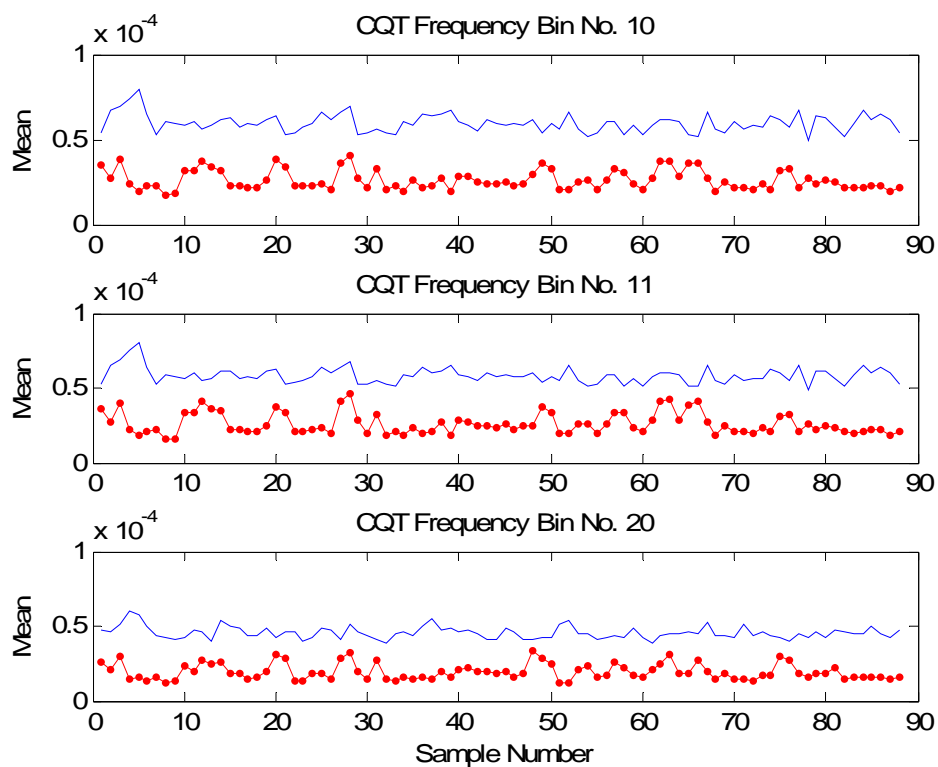 CQT Frequency Bin No. 10
x 10^-4
1
0.5
0
Mean
0 10 20 30 40 50 60 70 80 90
CQT Frequency Bin No. 11
x 10^-4
1
0.5
0
Mean
0 10 20 30 40 50 60 70 80 90
CQT Frequency Bin No. 20
x 10^-4
1
0.5
0
Mean
0 10 20 30 40 50 60 70 80 90
Sample Number